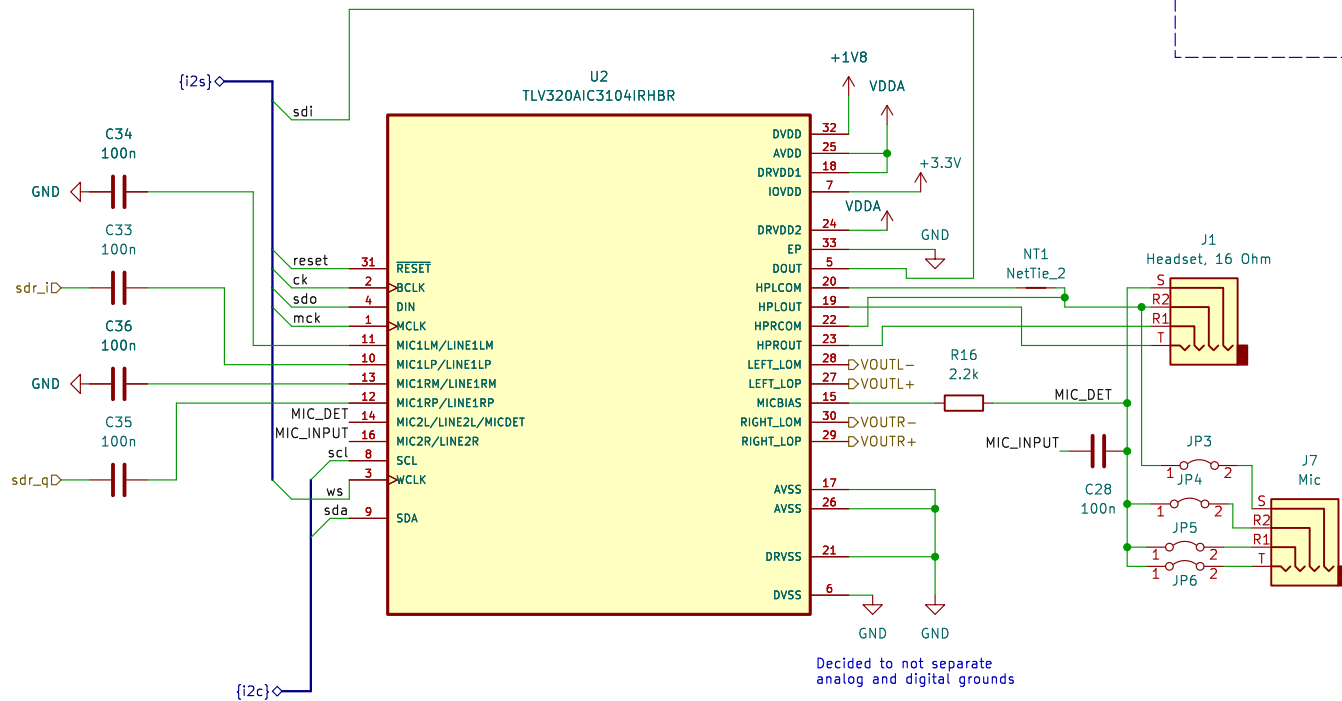 {i2s}
sdi
C34
100n
GND
C33
100n
sdr_i
C36
100n
GND
C35
100n
sdr_q
reset
ck
sdo
mck
MIC_DET
MIC_INPUT
scl
ws
sda
{i2c}
U2
TLV320AIC3104IRHBR
31 RESET
2 BCLK
4 DIN
1 MCLK
11 MIC1LM/LINE1LM
10 MIC1LP/LINE1LP
13 MIC1RM/LINE1RM
12 MIC1RP/LINE1RP
14 MIC2L/LINE2L/MICDET
16 MIC2R/LINE2R
8 SCL
3 WCLK
9 SDA
DVDD 32
AVDD 25
DRVDD1 18
IOVDD 7
DRVDD2 24
EP 33
DOUT 5
HPLCOM 20
HPLOUT 19
HPRCOM 22
HPROUT 23
LEFT_LOM 28
LEFT_LOP 27
MICBIAS 15
RIGHT_LOM 30
RIGHT_LOP 29
AVSS 17
AVSS 26
DRVSS 21
DVSS 6
+1V8
VDDA
+3.3V
VDDA
GND
VOUTL-
VOUTL+
VOUTR-
VOUTR+
GND
GND
Decided to not separate
analog and digital grounds
NT1
NetTie_2
R16
2.2k
MIC_DET
MIC_INPUT
C28
100n
J1
Headset, 16 Ohm
S
R2
R1
T
JP3
1 2
JP4
1 2
JP5
1 2
1 2
JP6
J7
Mic
S
R2
R1
T